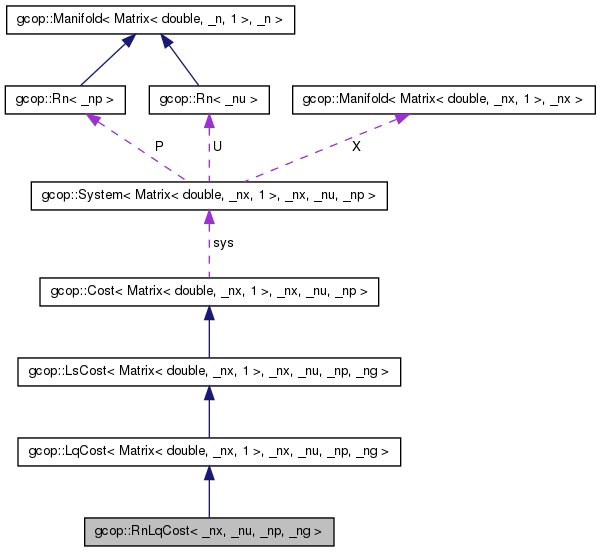 gcop::Manifold< Matrix< double, _n, 1 >, _n >
gcop::Rn< _np >
gcop::Rn< _nu >
gcop::Manifold< Matrix< double, _nx, 1 >, _nx >
P
U
X
gcop::System< Matrix< double, _nx, 1 >, _nx, _nu, _np >
sys
gcop::Cost< Matrix< double, _nx, 1 >, _nx, _nu, _np >
gcop::LsCost< Matrix< double, _nx, 1 >, _nx, _nu, _np, _ng >
gcop::LqCost< Matrix< double, _nx, 1 >, _nx, _nu, _np, _ng >
gcop::RnLqCost< _nx, _nu, _np, _ng >